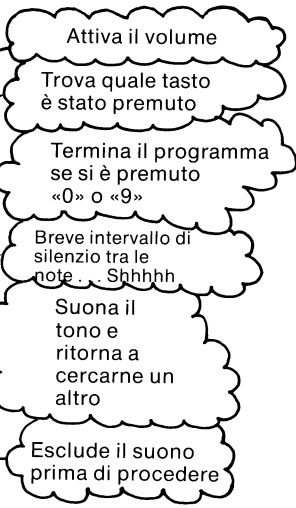 Attiva il volume
Trova quale tasto
è stato premuto
Termina il programma
se si è premuto
«0» o «9»
Breve intervallo di
silenzio tra le
note . . . Shhhhh
Suona il
tono e
ritorna a
cercarne un
altro
Esclude il suono
prima di procedere